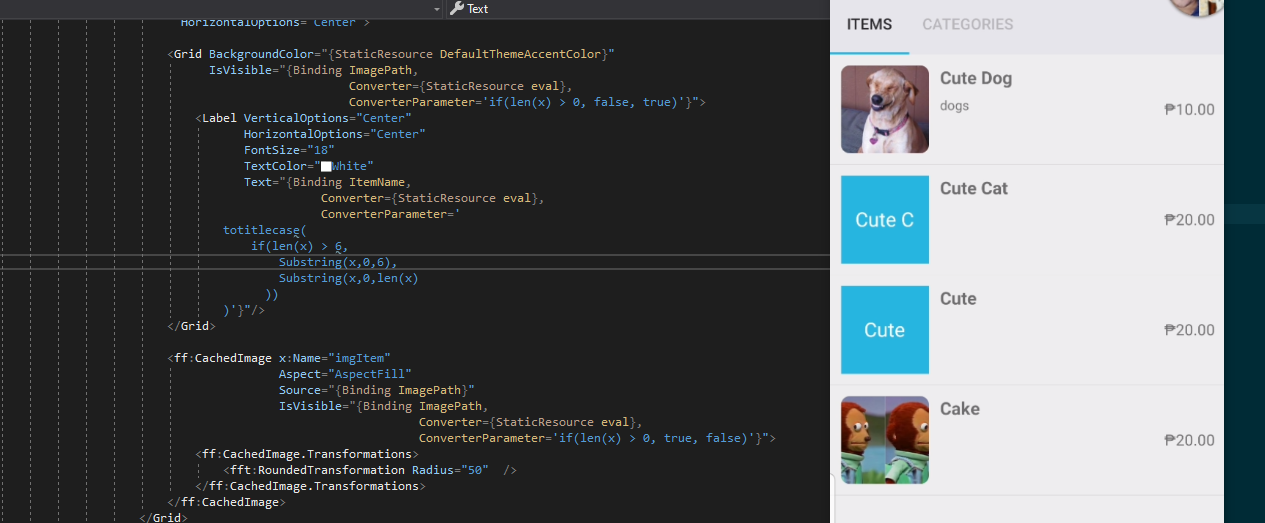 Text
HorizontalOptions="Center">
<Grid BackgroundColor="{StaticResource DefaultThemeAccentColor}"
IsVisible="{Binding ImagePath,
Converter={StaticResource eval},
ConverterParameter='if(len(x) > 0, false, true)'}">
<Label VerticalOptions="Center"
HorizontalOptions="Center"
FontSize="18"
TextColor="White"
Text="{Binding ItemName,
Converter={StaticResource eval},
ConverterParameter='
totitlecase(
if(len(x) > 6,
Substring(x,0,6),
Substring(x,0,len(x)
))
)'}"/>
</Grid>
<ff:CachedImage x:Name="imgItem"
Aspect="AspectFill"
Source="{Binding ImagePath}"
IsVisible="{Binding ImagePath,
Converter={StaticResource eval},
ConverterParameter='if(len(x) > 0, true, false)'}">
<ff:CachedImage.Transformations>
<fft:RoundedTransformation Radius="50"  />
</ff:CachedImage.Transformations>
</ff:CachedImage>
</Grid>
ITEMS CATEGORIES
Cute Dog
dogs
₱10.00
Cute C
Cute Cat
₱20.00
Cute
Cute
₱20.00
Cake
₱20.00